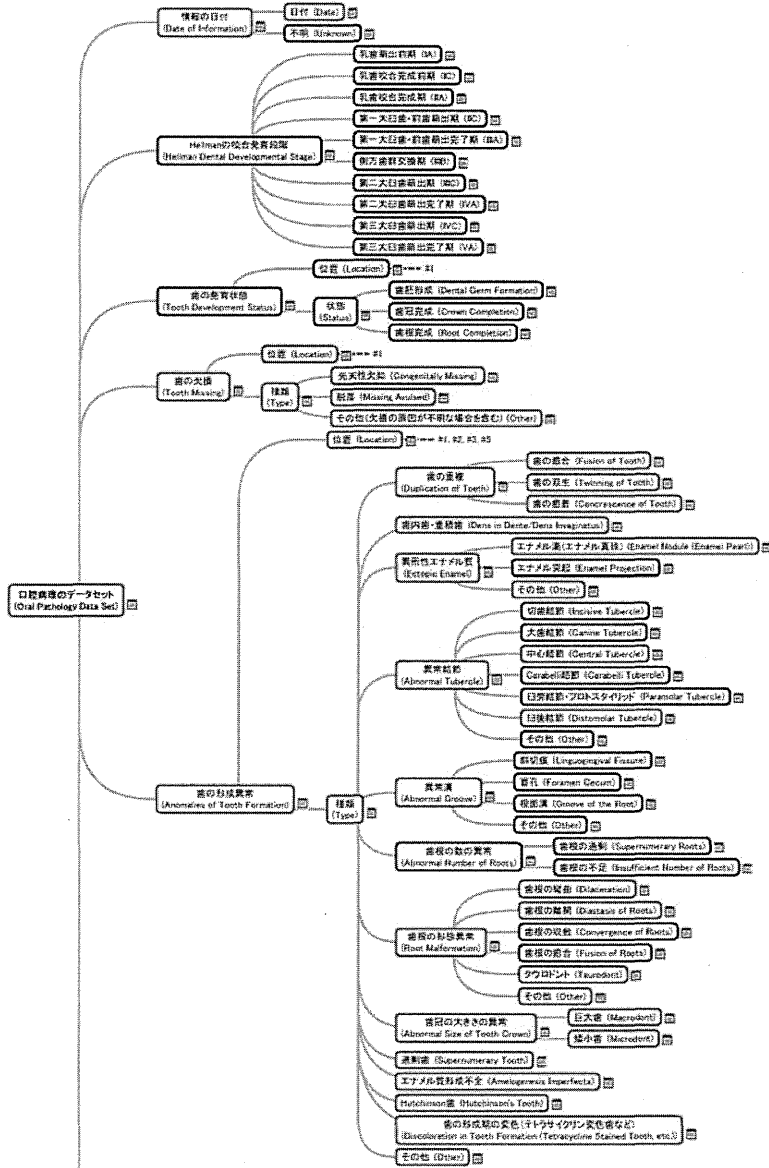 情報の日付
(Date of Information)
日付 (Date)
不明 (Unknown)
Hellmanの咬合発育段階
(Hellman Dental Developmental Stage)
乳歯萌出前期 (IA)
乳歯咬合完成前期 (IC)
乳歯咬合完成期 (IIA)
第一大臼歯・前歯萌出期 (IIC)
第一大臼歯・前歯萌出完了期 (IIIA)
側方歯群交換期 (IIIB)
第二大臼歯萌出期 (IIIC)
第二大臼歯萌出完了期 (IVA)
第三大臼歯萌出期 (IVC)
第三大臼歯萌出完了期 (VA)
歯の発育状態
(Tooth Development Status)
位置 (Location)
#1
状態
(Status)
歯胚形成 (Dental Germ Formation)
歯冠完成 (Crown Completion)
歯根完成 (Root Completion)
歯の欠損
(Tooth Missing)
位置 (Location)
#1
種類
(Type)
先天性欠如 (Congenitally Missing)
脱落 (Missing Avulsed)
その他(欠損の原因が不明な場合を含む) (Other)
口腔病理のデータセット
(Oral Pathology Data Set)
歯の形成異常
(Anomalies of Tooth Formation)
位置 (Location)
#1, #2, #3, #5
種類
(Type)
歯の重複
(Duplication of Tooth)
歯の癒合 (Fusion of Tooth)
歯の双生 (Twinning of Tooth)
歯の癒着 (Concrescence of Tooth)
歯内歯・重積歯 (Dens in Dente/Dens Invaginatus)
異所性エナメル質
(Ectopic Enamel)
エナメル滴(エナメル真珠) (Enamel Module (Enamel Pearl))
エナメル突起 (Enamel Projection)
その他 (Other)
異常結節
(Abnormal Tubercle)
切歯結節 (Incisive Tubercle)
犬歯結節 (Canine Tubercle)
中心結節 (Central Tubercle)
Carabelli結節 (Carabelli Tubercle)
臼旁結節・プロトスタイリッド (Paramolar Tubercle)
臼後結節 (Distomolar Tubercle)
その他 (Other)
異常溝
(Abnormal Groove)
斜切痕 (Linguogingival Fissure)
盲孔 (Foramen Cecum)
根面溝 (Groove of the Root)
その他 (Other)
歯根の数の異常
(Abnormal Number of Roots)
歯根の過剰 (Supernumerary Roots)
歯根の不足 (Insufficient Number of Roots)
歯根の形態異常
(Root Malformation)
歯根の彎曲 (Dilaceration)
歯根の離開 (Diastasis of Roots)
歯根の収斂 (Convergence of Roots)
歯根の癒合 (Fusion of Roots)
タウロドント (Taurodont)
その他 (Other)
歯冠の大きさの異常
(Abnormal Size of Tooth Crown)
巨大歯 (Macrodont)
矮小歯 (Microdont)
過剰歯 (Supernumerary Tooth)
エナメル質形成不全 (Amelogenesis Imperfecta)
Hutchinson歯 (Hutchinson's Tooth)
歯の形成期の変色(テトラサイクリン変色歯など)
(Discoloration in Tooth Formation (Tetracycline Stained Tooth, etc.))
その他 (Other)